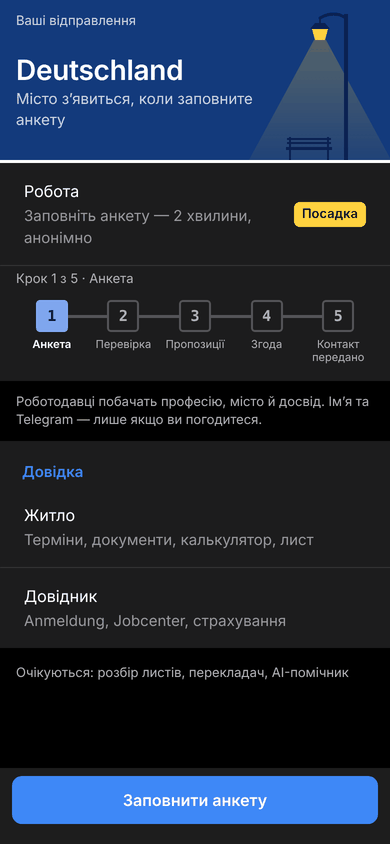 Ваші відправлення
Deutschland
Місто зʼявиться, коли заповните
анкету
Робота
Заповніть анкету — 2 хвилини,
анонімно
Посадка
Крок 1 з 5 · Анкета
1 2 3 4 5
Анкета Перевірка Пропозиції Згода Контакт
передано
Роботодавці побачать професію, місто й досвід. Імʼя та
Telegram — лише якщо ви погодитеся.
Довідка
Житло
Терміни, документи, калькулятор, лист
Довідник
Anmeldung, Jobcenter, страхування
Очікуються: розбір листів, перекладач, AI-помічник
Заповнити анкету